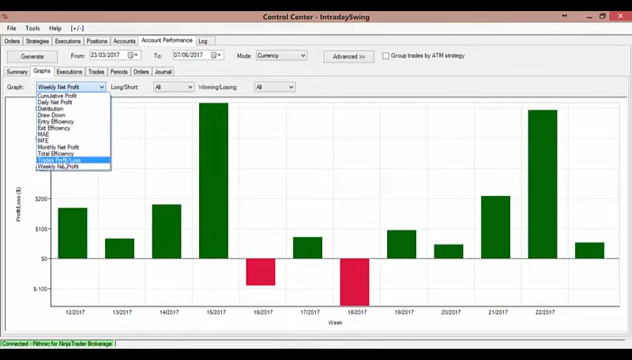 Control Center - IntradaySwing
File Tools Help [+/-]
Orders Strategies Executions Positions Accounts Account Performance Log
Generate From: 23/03/2017 To: 07/06/2017 Mode: Currency Advanced >> Group trades by ATM strategy
Summary Graphs Executions Trades Periods Orders Journal
Graph: Weekly Net Profit Long/Short: All Winning/Losing: All
Cumulative Profit
Daily Net Profit
Distribution
Draw Down
Entry Efficiency
Exit Efficiency
MAE
MFE
Monthly Net Profit
Total Efficiency
Trades Profit/Loss
Weekly Net Profit
Profit/Loss ($)
$200
$100
$0
$-100
12/2017 13/2017 14/2017 15/2017 16/2017 17/2017 18/2017 19/2017 20/2017 21/2017 22/2017
Week
Connected - Rithmic for NinjaTrader Brokerage